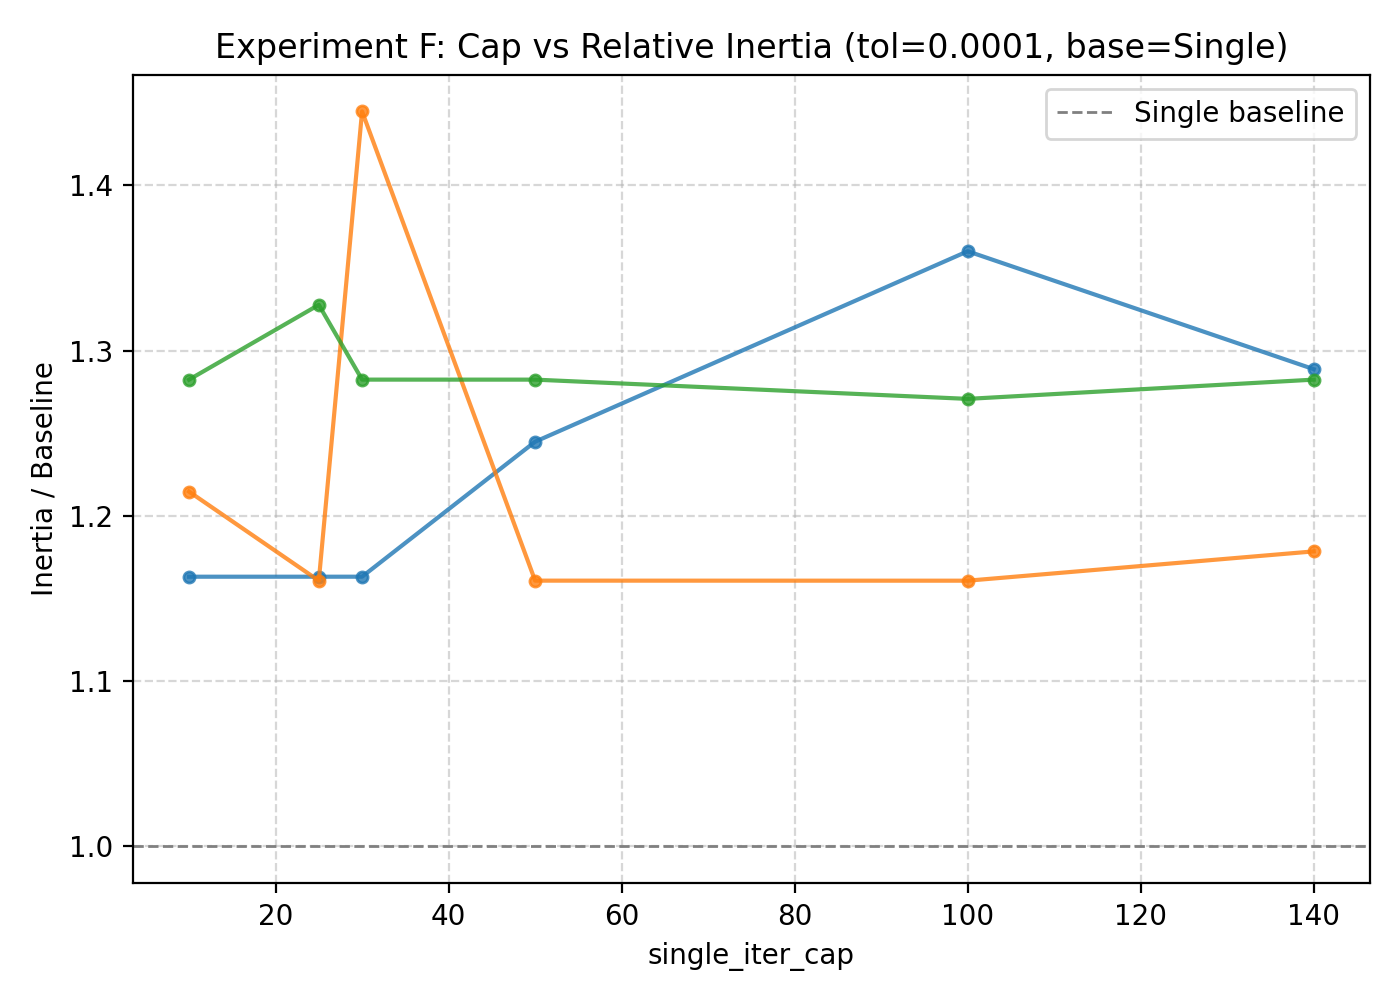 Experiment F: Cap vs Relative Inertia (tol=0.0001, base=Single)
Single baseline
Inertia / Baseline
1.4
1.3
1.2
1.1
1.0
20 40 60 80 100 120 140
single_iter_cap